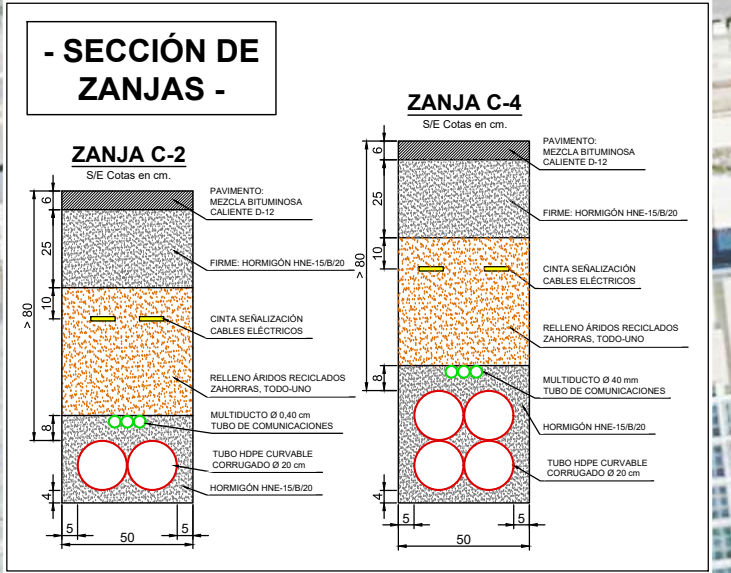 - SECCIÓN DE
ZANJAS -
ZANJA C-2
S/E Cotas en cm.
PAVIMENTO:
MEZCLA BITUMINOSA
CALIENTE D-12
FIRME: HORMIGÓN HNE-15/B/20
CINTA SEÑALIZACIÓN
CABLES ELÉCTRICOS
RELLENO ÁRIDOS RECICLADOS
ZAHORRAS, TODO-UNO
MULTIDUCTO Ø 0,40 cm
TUBO DE COMUNICACIONES
TUBO HDPE CURVABLE
CORRUGADO Ø 20 cm
HORMIGÓN HNE-15/B/20
6
25
10
> 80
8
4
5
5
50
ZANJA C-4
S/E Cotas en cm.
PAVIMENTO:
MEZCLA BITUMINOSA
CALIENTE D-12
FIRME: HORMIGÓN HNE-15/B/20
CINTA SEÑALIZACIÓN
CABLES ELÉCTRICOS
RELLENO ÁRIDOS RECICLADOS
ZAHORRAS, TODO-UNO
MULTIDUCTO Ø 40 mm
TUBO DE COMUNICACIONES
HORMIGÓN HNE-15/B/20
TUBO HDPE CURVABLE
CORRUGADO Ø 20 cm
6
25
10
> 80
8
4
5
5
50